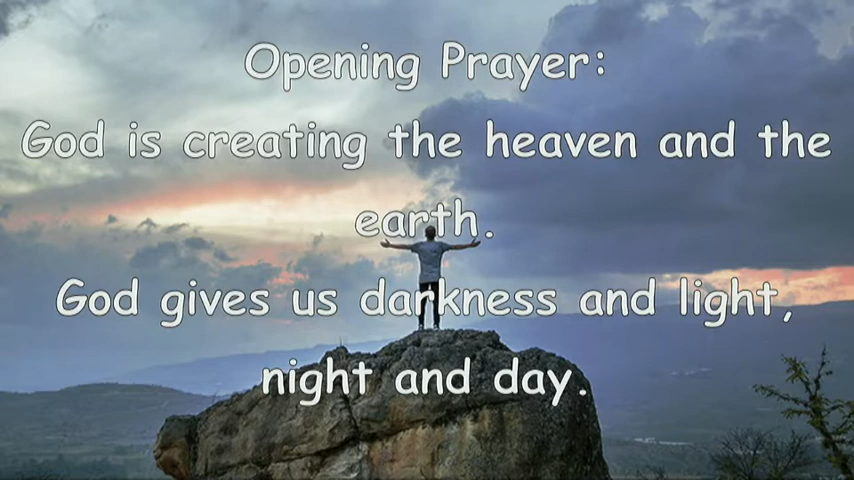 Opening Prayer:
God is creating the heaven and the
earth.
God gives us darkness and light,
night and day.